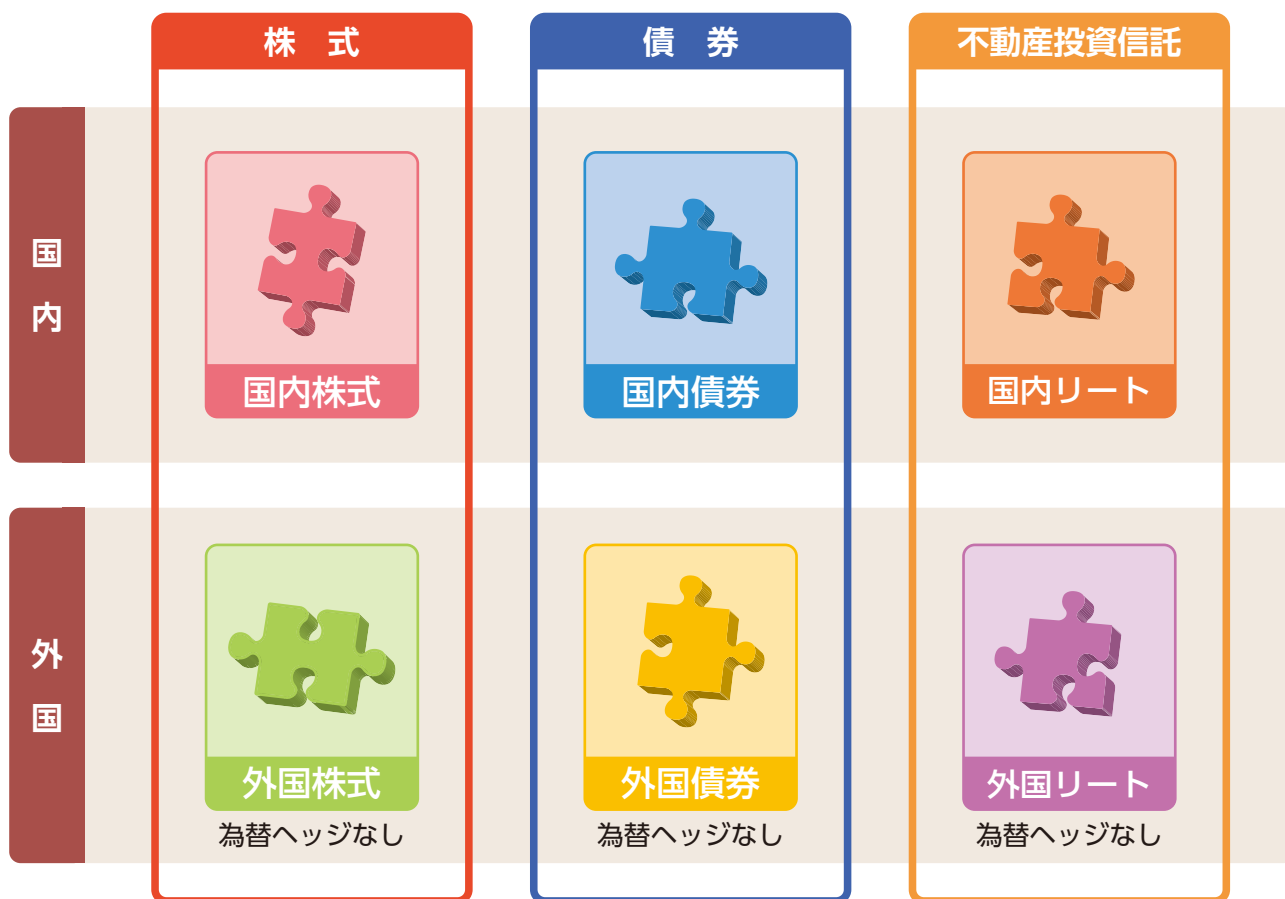 株 式
債 券
不動産投資信託
国内
国内株式
国内債券
国内リート
外国
外国株式
外国債券
外国リート
為替ヘッジなし
為替ヘッジなし
為替ヘッジなし